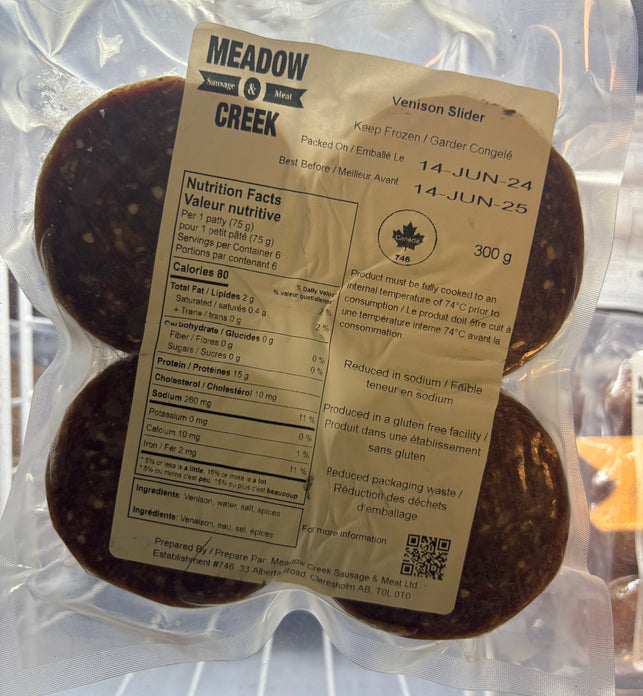 MEADOW
Sausage & Meat
CREEK
Venison Slider
Keep Frozen / Garder Congelé
Packed On / Emballé Le 14-JUN-24
Best Before / Meilleur Avant 14-JUN-25
Canada
746
300 g
Nutrition Facts
Valeur nutritive
Per 1 patty (75 g)
pour 1 petit pâté (75 g)
Servings per Container 6
Portions par contenant 6
Calories 80
% Daily Value
% valeur quotidienne
Total Fat / Lipides 2 g 2 %
Saturated / saturés 0.4 g
+ Trans / trans 0 g 2 %
Carbohydrate / Glucides 0 g
Fiber / Fibres 0 g 0 %
Sugars / Sucres 0 g 0 %
Protein / Protéines 15 g
Cholesterol / Cholestérol 10 mg
Sodium 260 mg 11 %
Potassium 0 mg 0 %
Calcium 10 mg 1 %
Iron / Fer 2 mg 11 %
* 5% or less is a little, 15% or more is a lot
* 5% ou moins c'est peu, 15% ou plus c'est beaucoup
Ingredients: Venison, water, salt, spices
Ingrédients: Venaison, eau, sel, épices
Product must be fully cooked to an
internal temperature of 74°C prior to
consumption / Le produit doit être cuit à
une température interne 74°C avant la
consommation.
Reduced in sodium / Faible
teneur en sodium
Produced in a gluten free facility /
Produit dans une établissement
sans gluten
Reduced packaging waste /
Réduction des déchets
d'emballage
For more information
Prepared By / Prepare Par Meadow Creek Sausage & Meat Ltd.
Establishment #746 33 Alberta Road, Claresholm AB, T0L 0T0